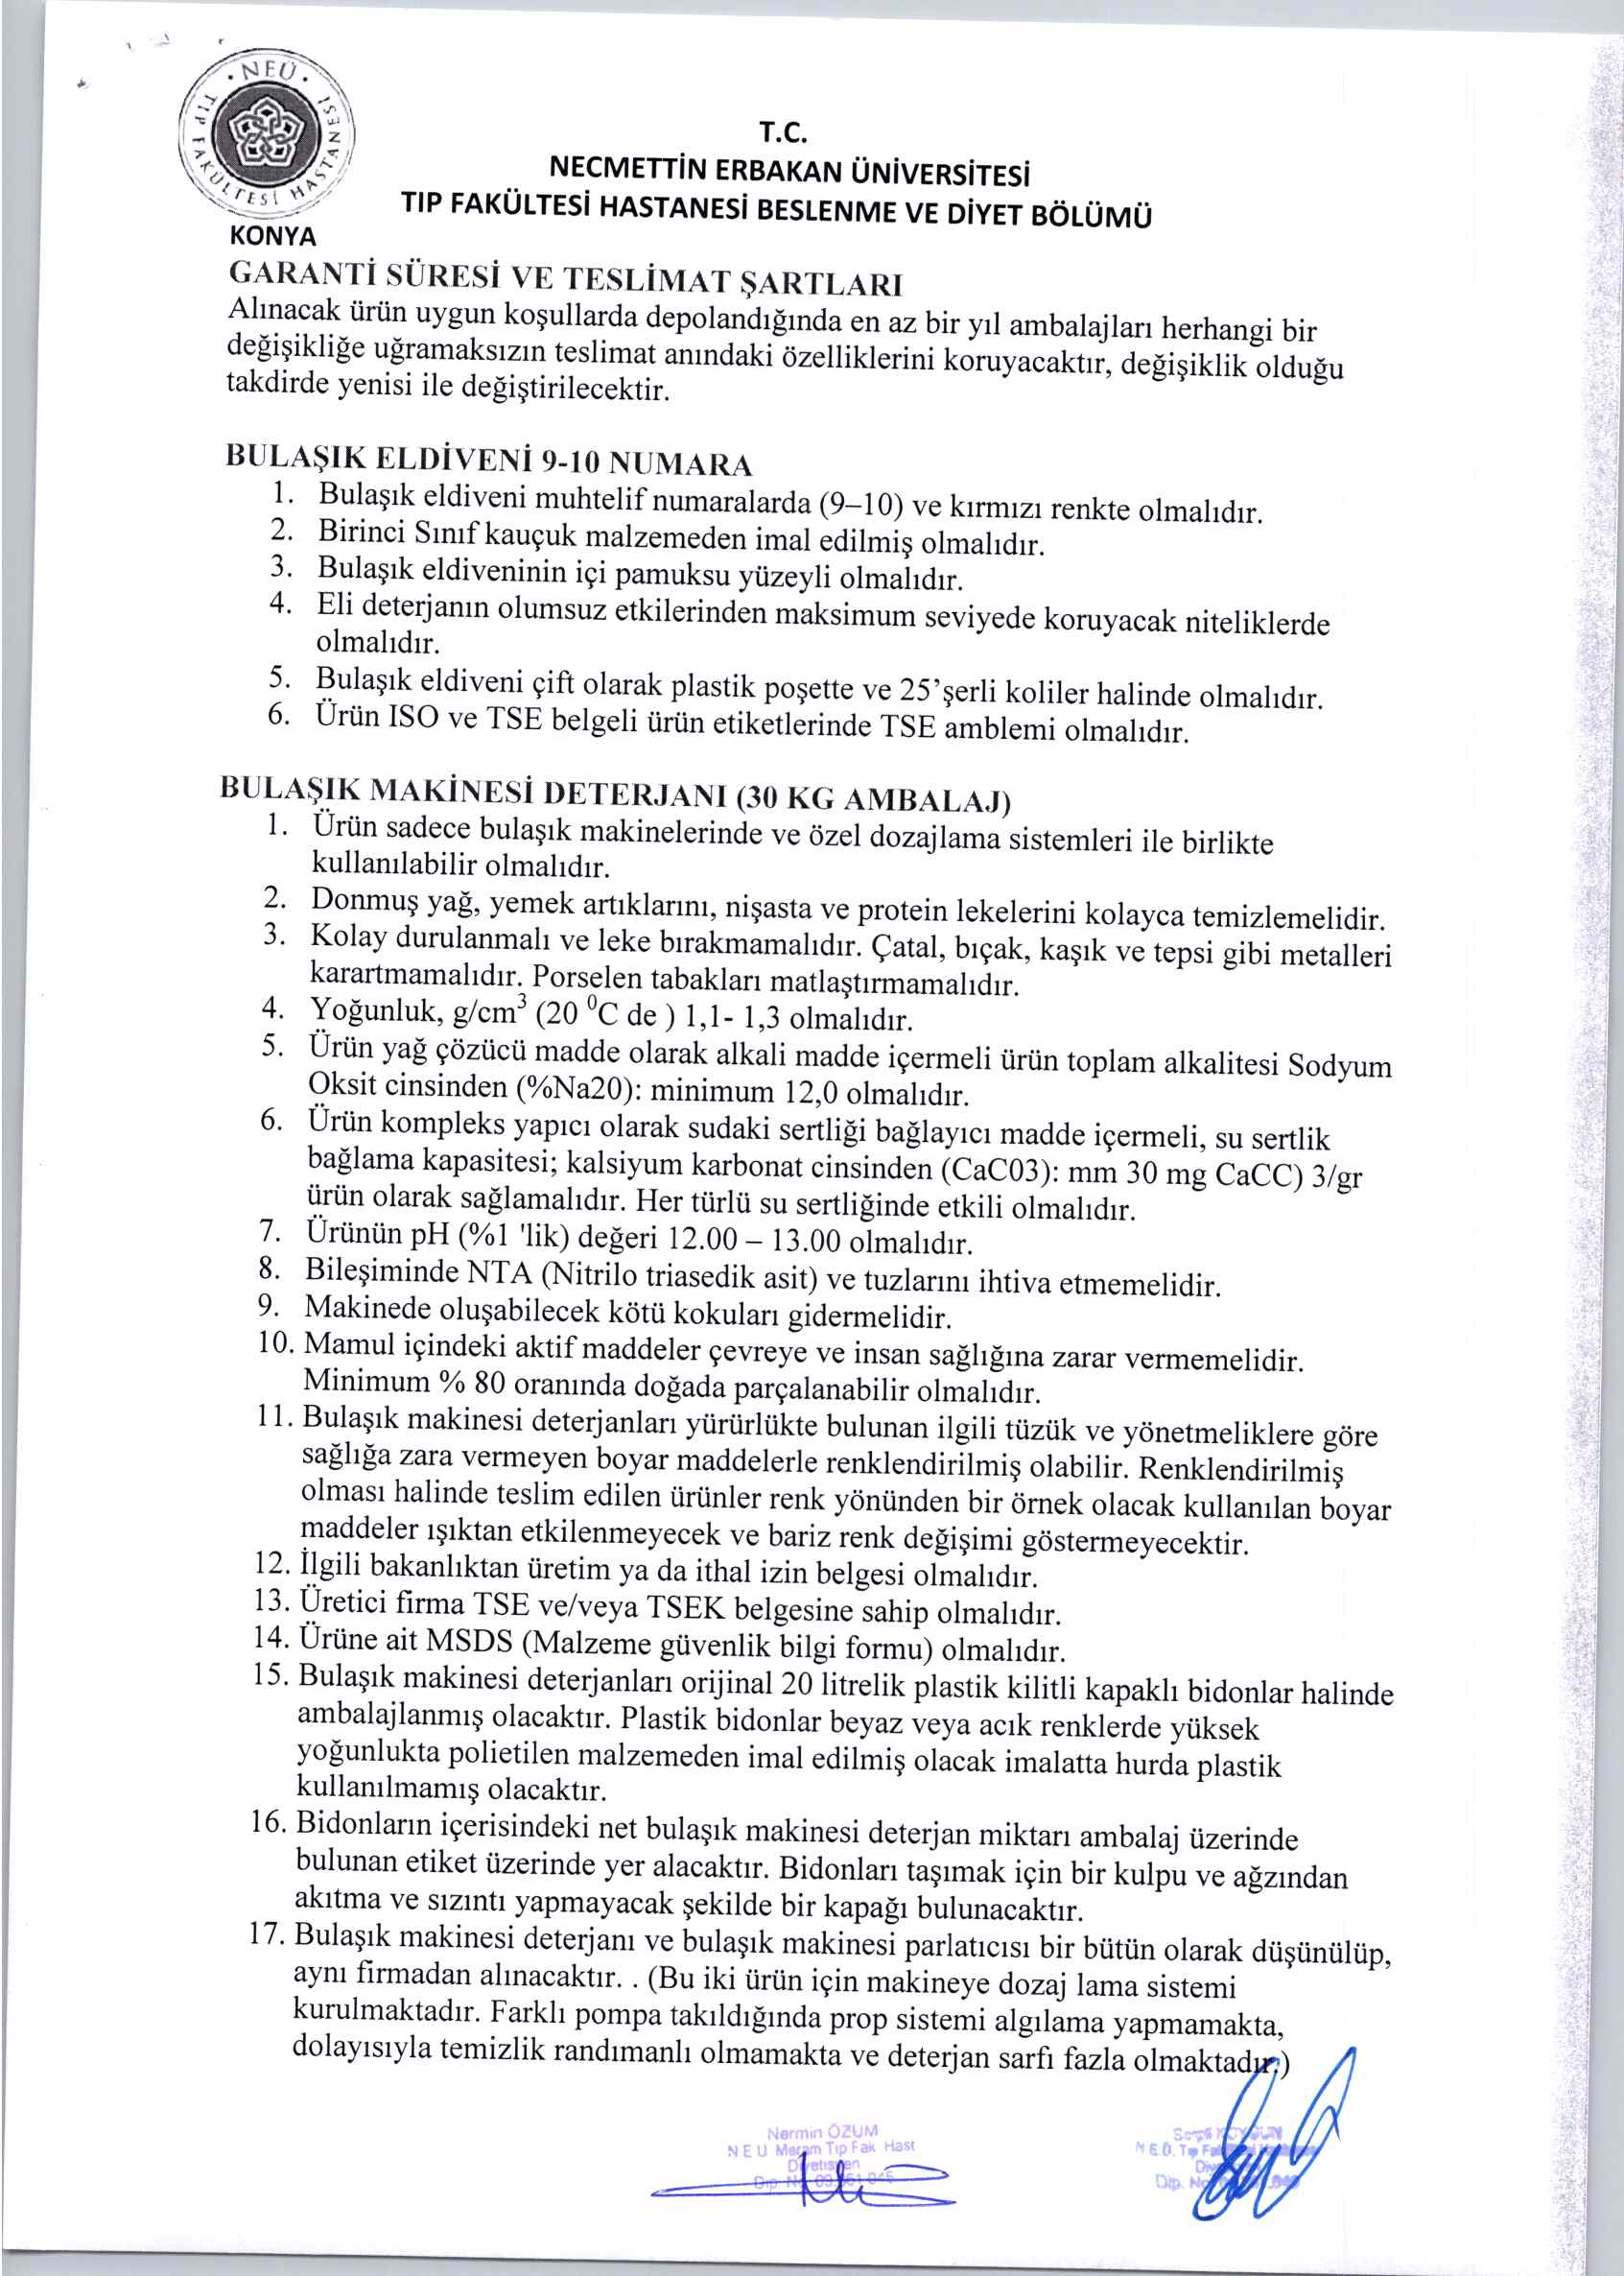 · NEÜ ·
TIP FAKÜLTESİ HASTANESİ
T.C.
NECMETTİN ERBAKAN ÜNİVERSİTESİ
TIP FAKÜLTESİ HASTANESİ BESLENME VE DİYET BÖLÜMÜ
KONYA
GARANTİ SÜRESİ VE TESLİMAT ŞARTLARI
Alınacak ürün uygun koşullarda depolandığında en az bir yıl ambalajları herhangi bir
değişikliğe uğramaksızın teslimat anındaki özelliklerini koruyacaktır, değişiklik olduğu
takdirde yenisi ile değiştirilecektir.
BULAŞIK ELDİVENİ 9-10 NUMARA
1. Bulaşık eldiveni muhtelif numaralarda (9–10) ve kırmızı renkte olmalıdır.
2. Birinci Sınıf kauçuk malzemeden imal edilmiş olmalıdır.
3. Bulaşık eldiveninin içi pamuksu yüzeyli olmalıdır.
4. Eli deterjanın olumsuz etkilerinden maksimum seviyede koruyacak niteliklerde
olmalıdır.
5. Bulaşık eldiveni çift olarak plastik poşette ve 25’şerli koliler halinde olmalıdır.
6. Ürün ISO ve TSE belgeli ürün etiketlerinde TSE amblemi olmalıdır.
BULAŞIK MAKİNESİ DETERJANI (30 KG AMBALAJ)
1. Ürün sadece bulaşık makinelerinde ve özel dozajlama sistemleri ile birlikte
kullanılabilir olmalıdır.
2. Donmuş yağ, yemek artıklarını, nişasta ve protein lekelerini kolayca temizlemelidir.
3. Kolay durulanmalı ve leke bırakmamalıdır. Çatal, bıçak, kaşık ve tepsi gibi metalleri
karartmamalıdır. Porselen tabakları matlaştırmamalıdır.
4. Yoğunluk, g/cm³ (20 ⁰C de ) 1,1- 1,3 olmalıdır.
5. Ürün yağ çözücü madde olarak alkali madde içermeli ürün toplam alkalitesi Sodyum
Oksit cinsinden (%Na20): minimum 12,0 olmalıdır.
6. Ürün kompleks yapıcı olarak sudaki sertliği bağlayıcı madde içermeli, su sertlik
bağlama kapasitesi; kalsiyum karbonat cinsinden (CaC03): mm 30 mg CaCC) 3/gr
ürün olarak sağlamalıdır. Her türlü su sertliğinde etkili olmalıdır.
7. Ürünün pH (%1 'lik) değeri 12.00 – 13.00 olmalıdır.
8. Bileşiminde NTA (Nitrilo triasedik asit) ve tuzlarını ihtiva etmemelidir.
9. Makinede oluşabilecek kötü kokuları gidermelidir.
10. Mamul içindeki aktif maddeler çevreye ve insan sağlığına zarar vermemelidir.
Minimum % 80 oranında doğada parçalanabilir olmalıdır.
11. Bulaşık makinesi deterjanları yürürlükte bulunan ilgili tüzük ve yönetmeliklere göre
sağlığa zara vermeyen boyar maddelerle renklendirilmiş olabilir. Renklendirilmiş
olması halinde teslim edilen ürünler renk yönünden bir örnek olacak kullanılan boyar
maddeler ışıktan etkilenmeyecek ve bariz renk değişimi göstermeyecektir.
12. İlgili bakanlıktan üretim ya da ithal izin belgesi olmalıdır.
13. Üretici firma TSE ve/veya TSEK belgesine sahip olmalıdır.
14. Ürüne ait MSDS (Malzeme güvenlik bilgi formu) olmalıdır.
15. Bulaşık makinesi deterjanları orijinal 20 litrelik plastik kilitli kapaklı bidonlar halinde
ambalajlanmış olacaktır. Plastik bidonlar beyaz veya acık renklerde yüksek
yoğunlukta polietilen malzemeden imal edilmiş olacak imalatta hurda plastik
kullanılmamış olacaktır.
16. Bidonların içerisindeki net bulaşık makinesi deterjan miktarı ambalaj üzerinde
bulunan etiket üzerinde yer alacaktır. Bidonları taşımak için bir kulpu ve ağzından
akıtma ve sızıntı yapmayacak şekilde bir kapağı bulunacaktır.
17. Bulaşık makinesi deterjanı ve bulaşık makinesi parlatıcısı bir bütün olarak düşünülüp,
aynı firmadan alınacaktır. . (Bu iki ürün için makineye dozaj lama sistemi
kurulmaktadır. Farklı pompa takıldığında prop sistemi algılama yapmamakta,
dolayısıyla temizlik randımanlı olmamakta ve deterjan sarfı fazla olmaktadır.)
Nermin ÖZUM
N E U Meram Tıp Fak Hast
Diyetisyen
Dip No
N E Ü. Tıp
Dip. No